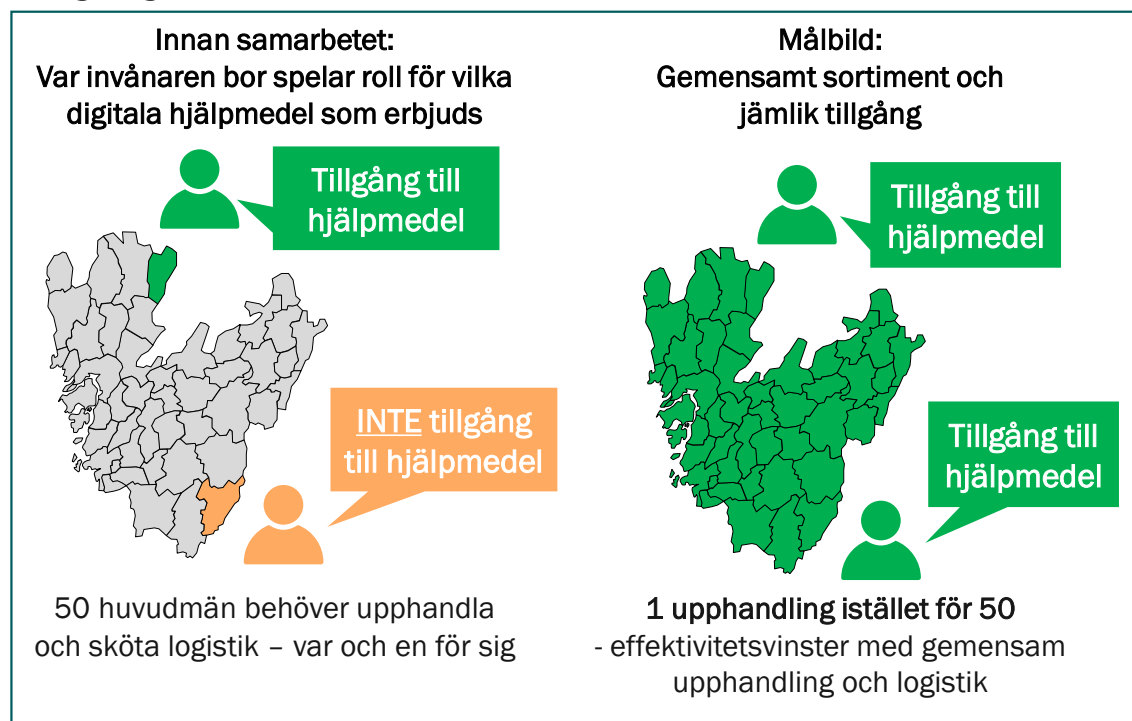 Innan samarbetet:
Var invånaren bor spelar roll för vilka
digitala hjälpmedel som erbjuds
Tillgång till
hjälpmedel
INTE tillgång
till hjälpmedel
50 huvudmän behöver upphandla
och sköta logistik – var och en för sig
Målbild:
Gemensamt sortiment och
jämlik tillgång
Tillgång till
hjälpmedel
Tillgång till
hjälpmedel
1 upphandling istället för 50
- effektivitetsvinster med gemensam
upphandling och logistik